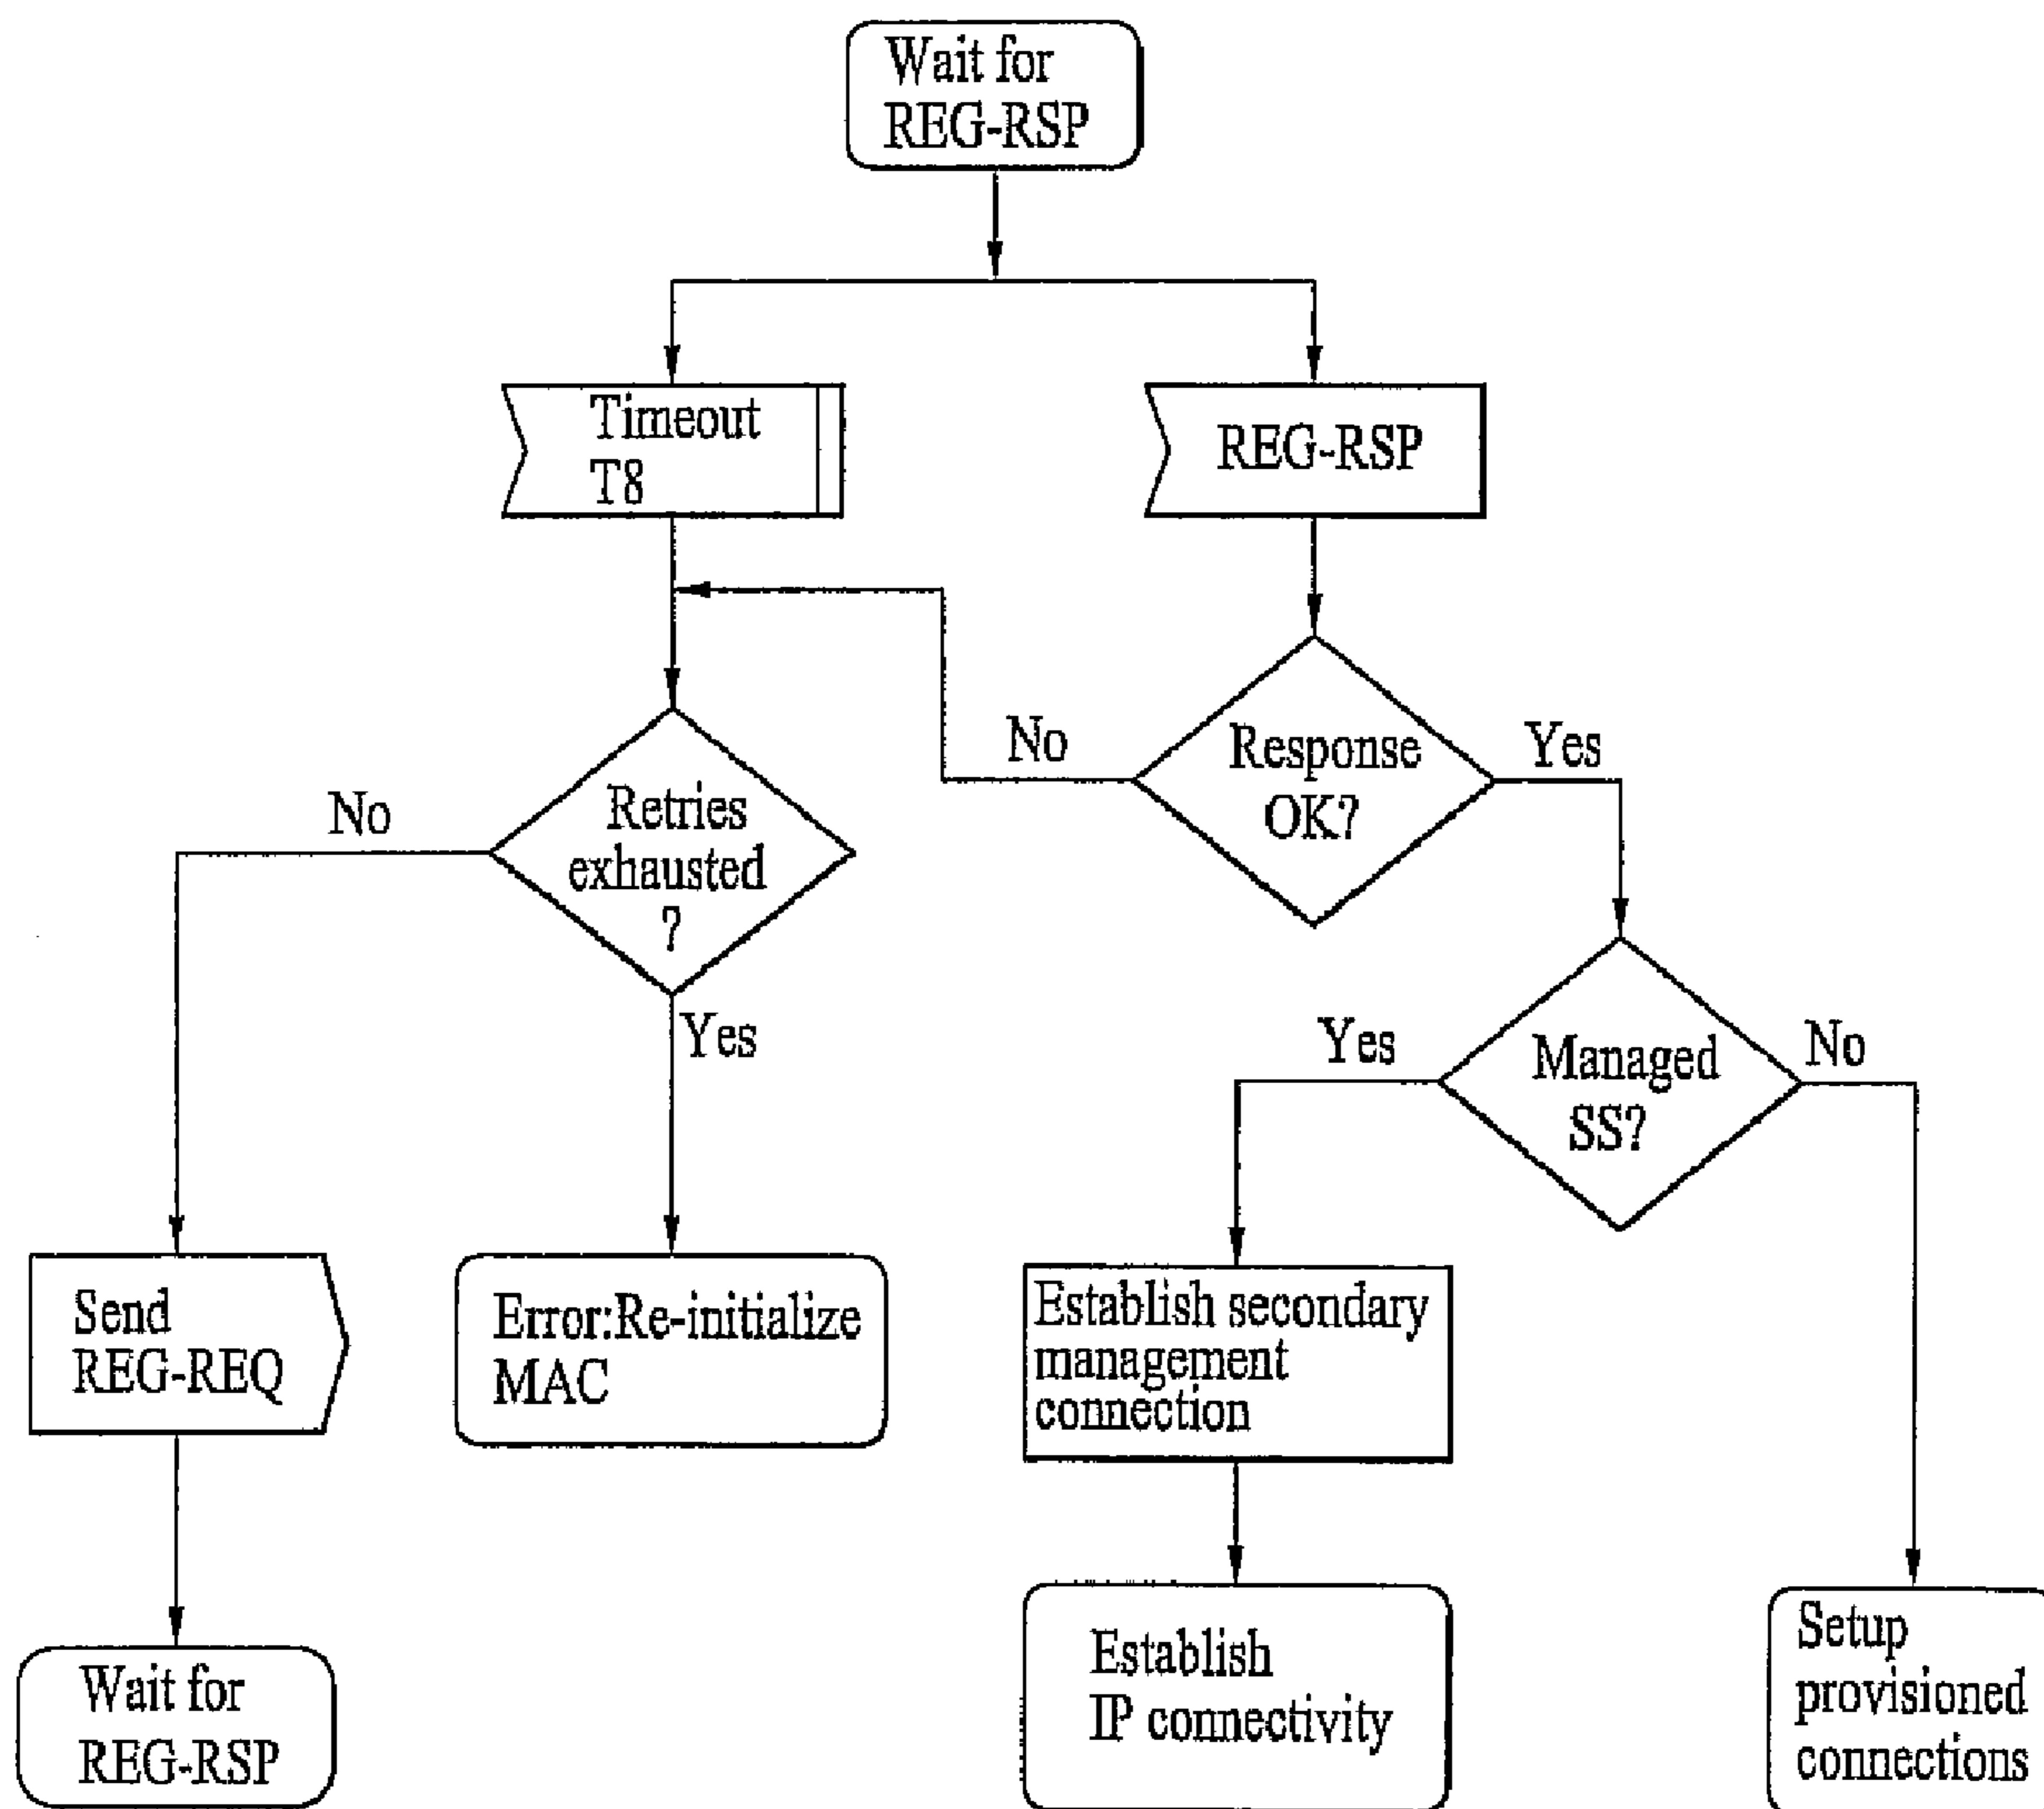 Wait for
REG-RSP
Timeout
T8
REG-RSP
Response
OK?
No
Yes
Retries
exhausted
?
No
Yes
Managed
SS?
Yes
No
Send
REG-REQ
Error:Re-initialize
MAC
Establish secondary
management
connection
Wait for
REG-RSP
Establish
IP connectivity
Setup
provisioned
connections